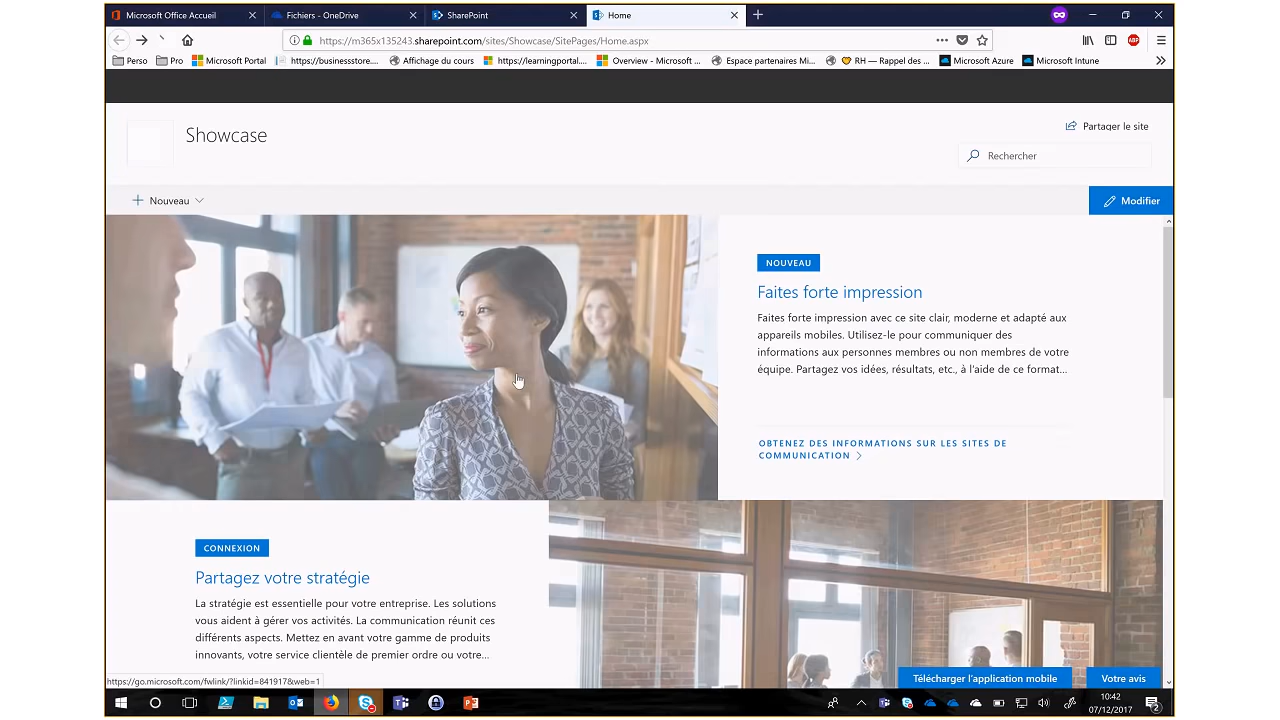 Microsoft Office Accueil
Fichiers - OneDrive
SharePoint
Home
https://m365x135243.sharepoint.com/sites/Showcase/SitePages/Home.aspx
ABP
Perso
Pro
Microsoft Portal
https://businessstore....
Affichage du cours
https://learningportal....
Overview - Microsoft ...
Espace partenaires Mi...
RH — Rappel des ...
Microsoft Azure
Microsoft Intune
Showcase
Partager le site
Rechercher
Nouveau
Modifier
NOUVEAU
Faites forte impression
Faites forte impression avec ce site clair, moderne et adapté aux
appareils mobiles. Utilisez-le pour communiquer des
informations aux personnes membres ou non membres de votre
équipe. Partagez vos idées, résultats, etc., à l'aide de ce format...
OBTENEZ DES INFORMATIONS SUR LES SITES DE
COMMUNICATION
CONNEXION
Partagez votre stratégie
La stratégie est essentielle pour votre entreprise. Les solutions
vous aident à gérer vos activités. La communication réunit ces
différents aspects. Mettez en avant votre gamme de produits
innovants, votre service clientèle de premier ordre ou votre...
https://go.microsoft.com/fwlink/?linkid=841917&web=1
Télécharger l'application mobile
Votre avis
10:42
07/12/2017
2